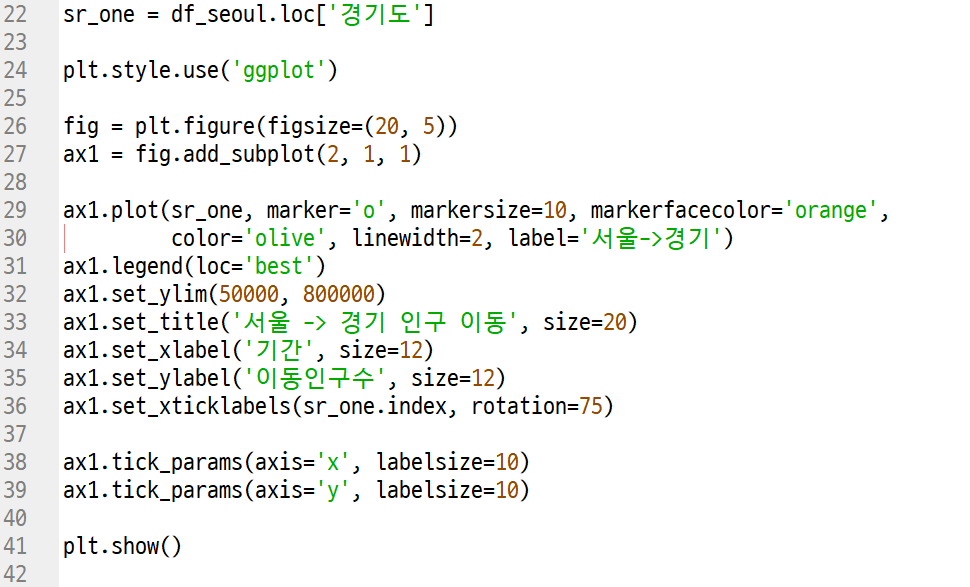 22 sr_one = df_seoul.loc['경기도']
23
24 plt.style.use('ggplot')
25
26 fig = plt.figure(figsize=(20, 5))
27 ax1 = fig.add_subplot(2, 1, 1)
28
29 ax1.plot(sr_one, marker='o', markersize=10, markerfacecolor='orange',
30          color='olive', linewidth=2, label='서울->경기')
31 ax1.legend(loc='best')
32 ax1.set_ylim(50000, 800000)
33 ax1.set_title('서울 -> 경기 인구 이동', size=20)
34 ax1.set_xlabel('기간', size=12)
35 ax1.set_ylabel('이동인구수', size=12)
36 ax1.set_xticklabels(sr_one.index, rotation=75)
37
38 ax1.tick_params(axis='x', labelsize=10)
39 ax1.tick_params(axis='y', labelsize=10)
40
41 plt.show()
42